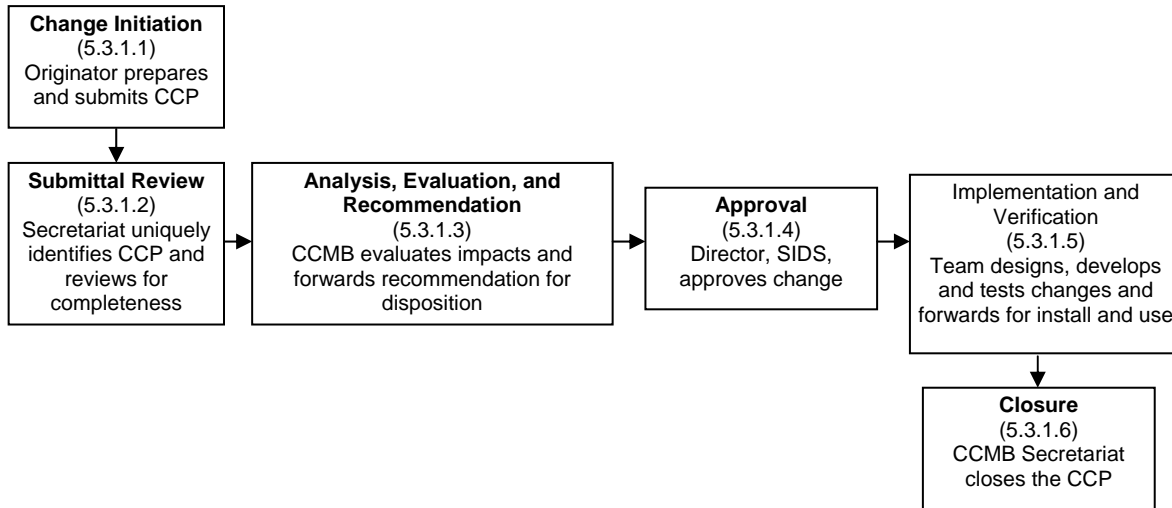 Change Initiation
(5.3.1.1)
Originator prepares
and submits CCP
Submittal Review
(5.3.1.2)
Secretariat uniquely
identifies CCP and
reviews for
completeness
Analysis, Evaluation, and
Recommendation
(5.3.1.3)
CCMB evaluates impacts and
forwards recommendation for
disposition
Approval
(5.3.1.4)
Director, SIDS,
approves change
Implementation and
Verification
(5.3.1.5)
Team designs, develops
and tests changes and
forwards for install and use
Closure
(5.3.1.6)
CCMB Secretariat
closes the CCP